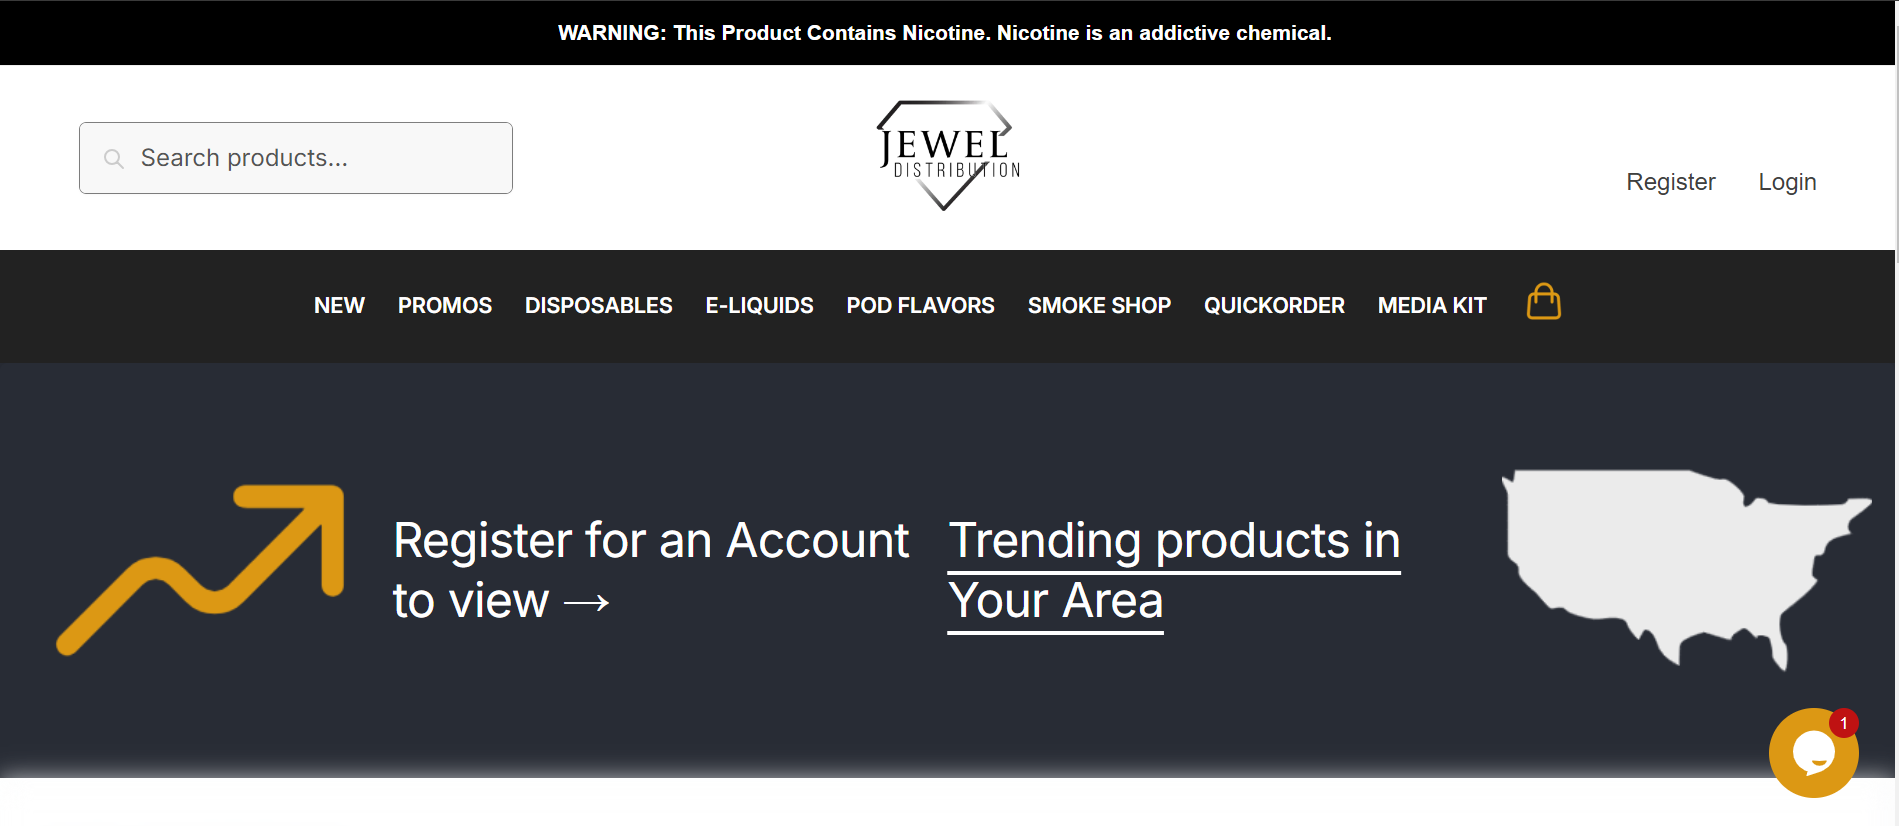 WARNING: This Product Contains Nicotine. Nicotine is an addictive chemical.
Search products...
JEWEL
DISTRIBUTION
Register
Login
NEW PROMOS DISPOSABLES E-LIQUIDS POD FLAVORS SMOKE SHOP QUICKORDER MEDIA KIT
Register for an Account
to view →
Trending products in
Your Area
1